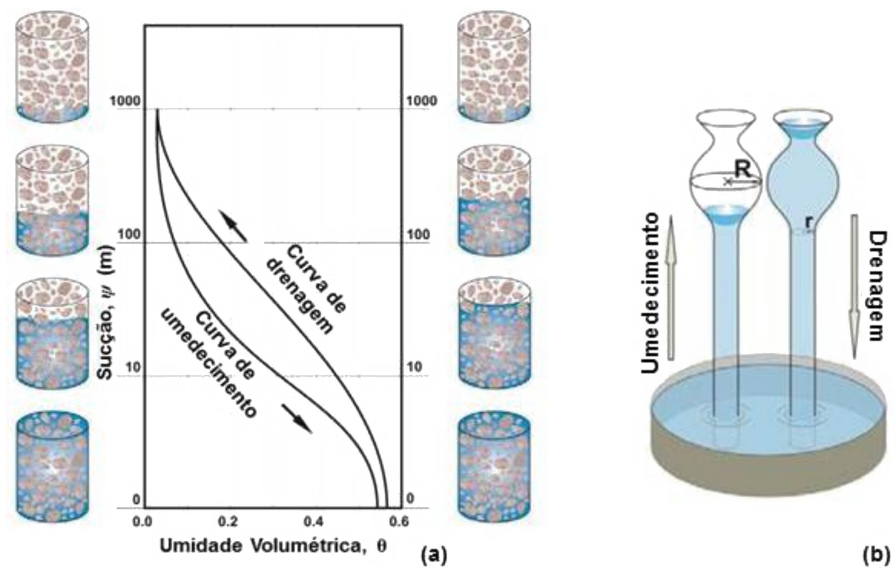 1000
1000
100
100
10
10
0
0
Sucção, ψ (m)
Curva de
drenagem
Curva de
umedecimento
0.0
0.2
0.4
0.6
Umidade Volumétrica, θ
(a)
R
r
Umedecimento
Drenagem
(b)